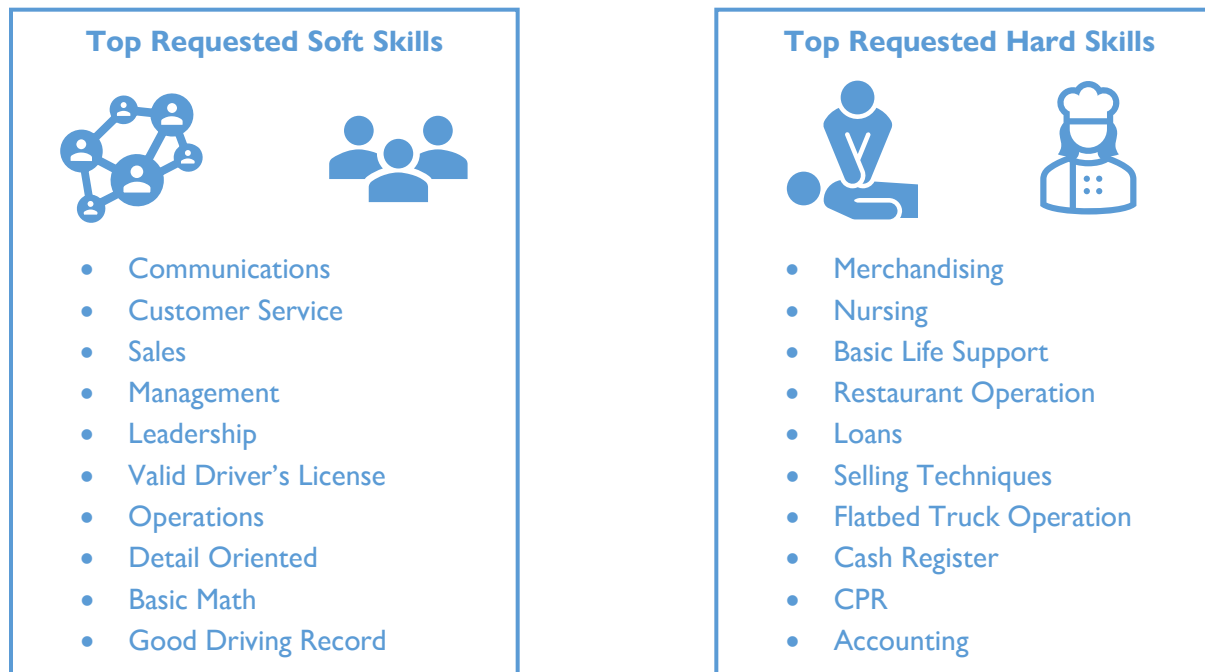 Top Requested Soft Skills
• Communications
• Customer Service
• Sales
• Management
• Leadership
• Valid Driver’s License
• Operations
• Detail Oriented
• Basic Math
• Good Driving Record
Top Requested Hard Skills
• Merchandising
• Nursing
• Basic Life Support
• Restaurant Operation
• Loans
• Selling Techniques
• Flatbed Truck Operation
• Cash Register
• CPR
• Accounting